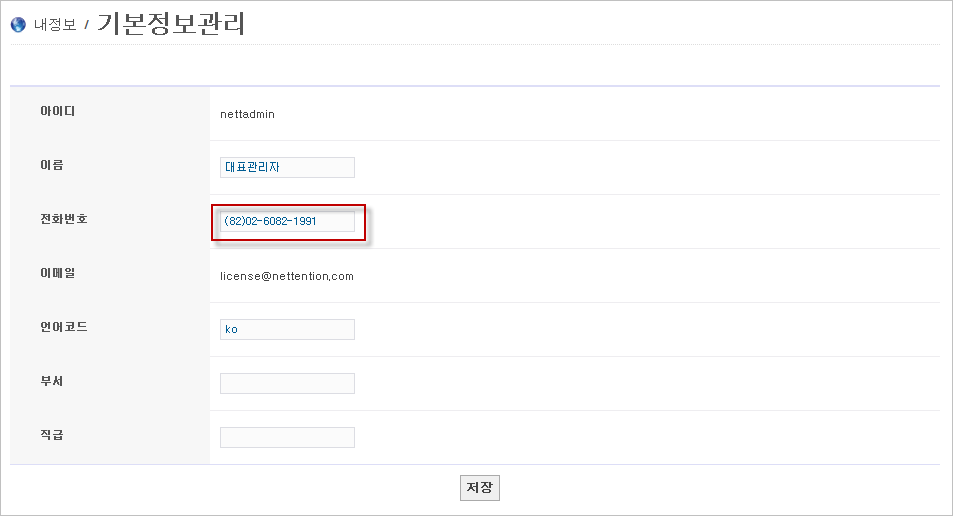 내정보 / 기본정보관리
아이디 nettadmin
이름 대표관리자
전화번호 (82)02-6082-1991
이메일 license@nettention.com
언어코드 ko
부서
직급
저장